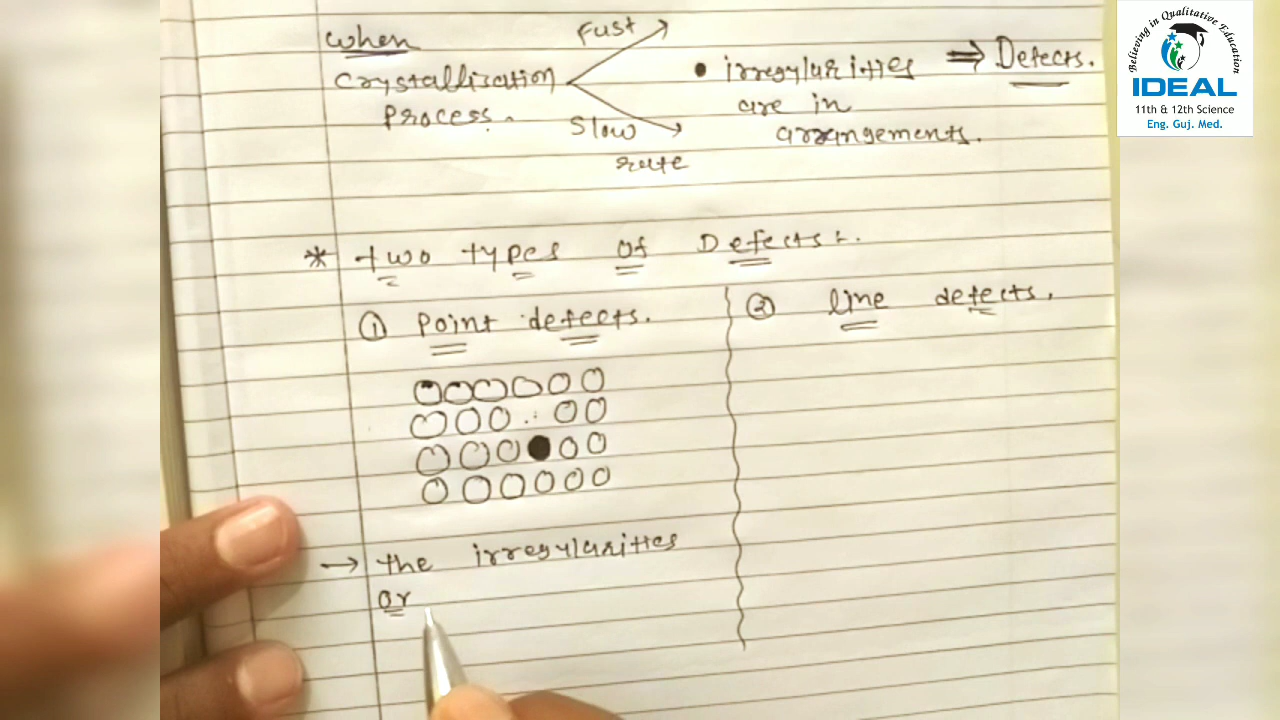 when
Fast
Crystallization
process.
Slow
rate
• irregularities
are in
arrangements.
⇒ Defects.
* two types of Defects :-
① point defects.
② line defects.
→ the irregularities
or
Believing in Qualitative Education
IDEAL
11th & 12th Science
Eng. Guj. Med.